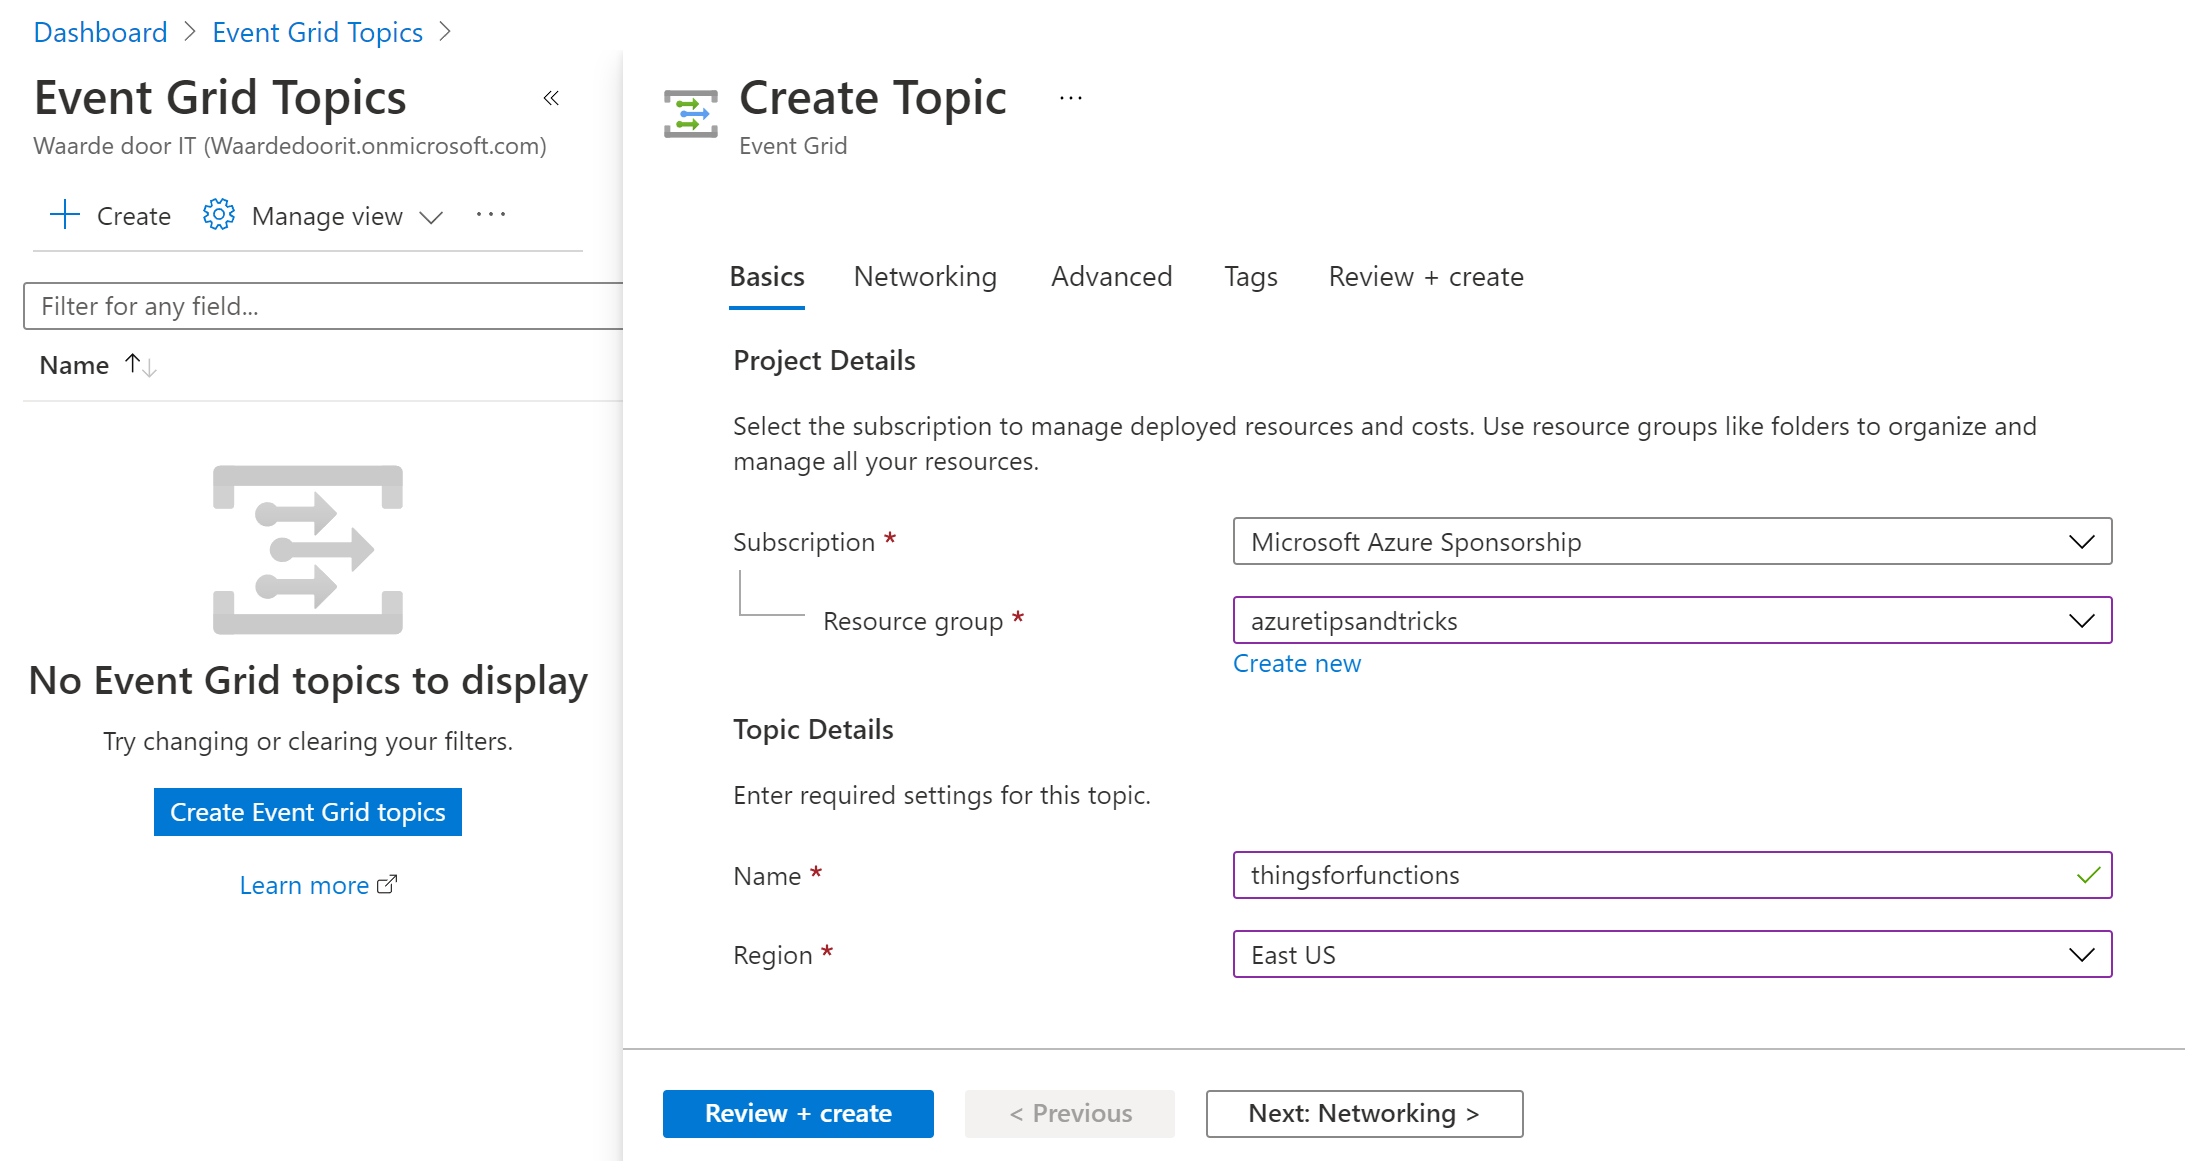 Dashboard > Event Grid Topics >
Event Grid Topics «
Waarde door IT (Waardedoorit.onmicrosoft.com)
Create Manage view ...
Filter for any field...
Name ↑↓
No Event Grid topics to display
Try changing or clearing your filters.
Create Event Grid topics
Learn more
Create Topic ...
Event Grid
Basics Networking Advanced Tags Review + create
Project Details
Select the subscription to manage deployed resources and costs. Use resource groups like folders to organize and
manage all your resources.
Subscription * Microsoft Azure Sponsorship
Resource group * azuretipsandtricks
Create new
Topic Details
Enter required settings for this topic.
Name * thingsforfunctions
Region * East US
Review + create < Previous Next: Networking >